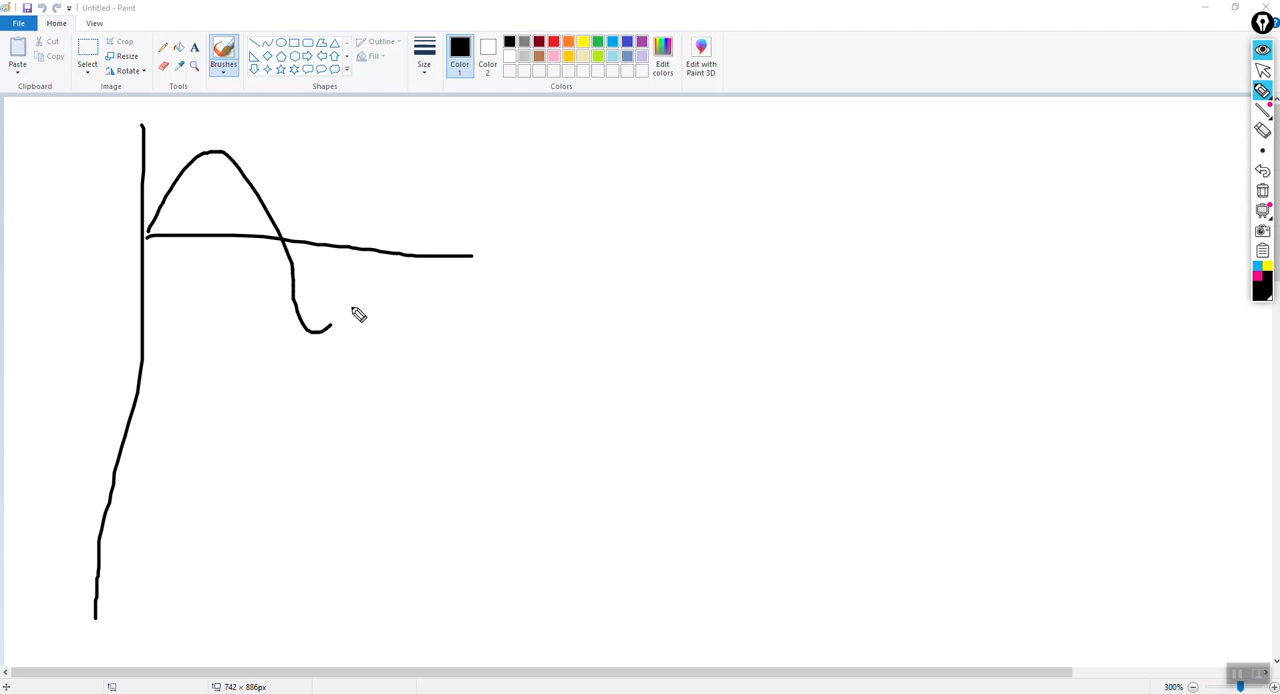 Untitled - Paint
File
Home
View
Paste
Cut
Copy
Clipboard
Select
Crop
Resize
Rotate
Image
A
Tools
Brushes
Outline
Fill
Shapes
Size
Color 1
Color 2
Edit colors
Edit with Paint 3D
Colors
742 × 886px
300%